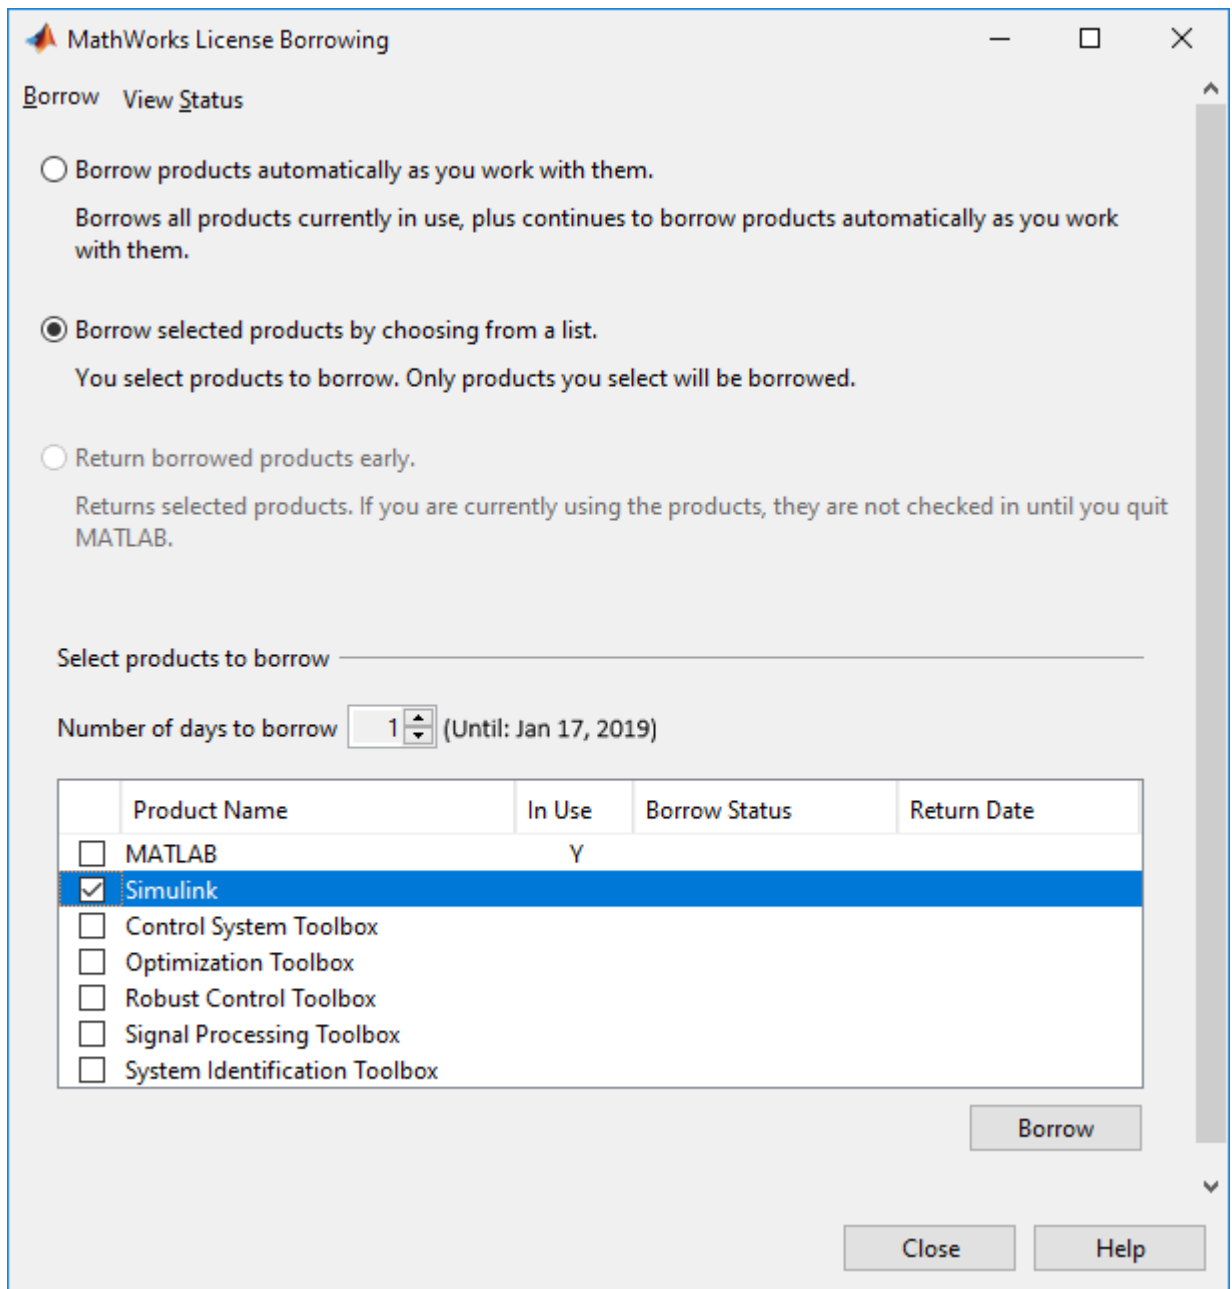 MathWorks License Borrowing
Borrow View Status
Borrow products automatically as you work with them.
Borrows all products currently in use, plus continues to borrow products automatically as you work
with them.
Borrow selected products by choosing from a list.
You select products to borrow. Only products you select will be borrowed.
Return borrowed products early.
Returns selected products. If you are currently using the products, they are not checked in until you quit
MATLAB.
Select products to borrow
Number of days to borrow 1 (Until: Jan 17, 2019)
Product Name In Use Borrow Status Return Date
MATLAB Y
Simulink
Control System Toolbox
Optimization Toolbox
Robust Control Toolbox
Signal Processing Toolbox
System Identification Toolbox
Borrow
Close Help